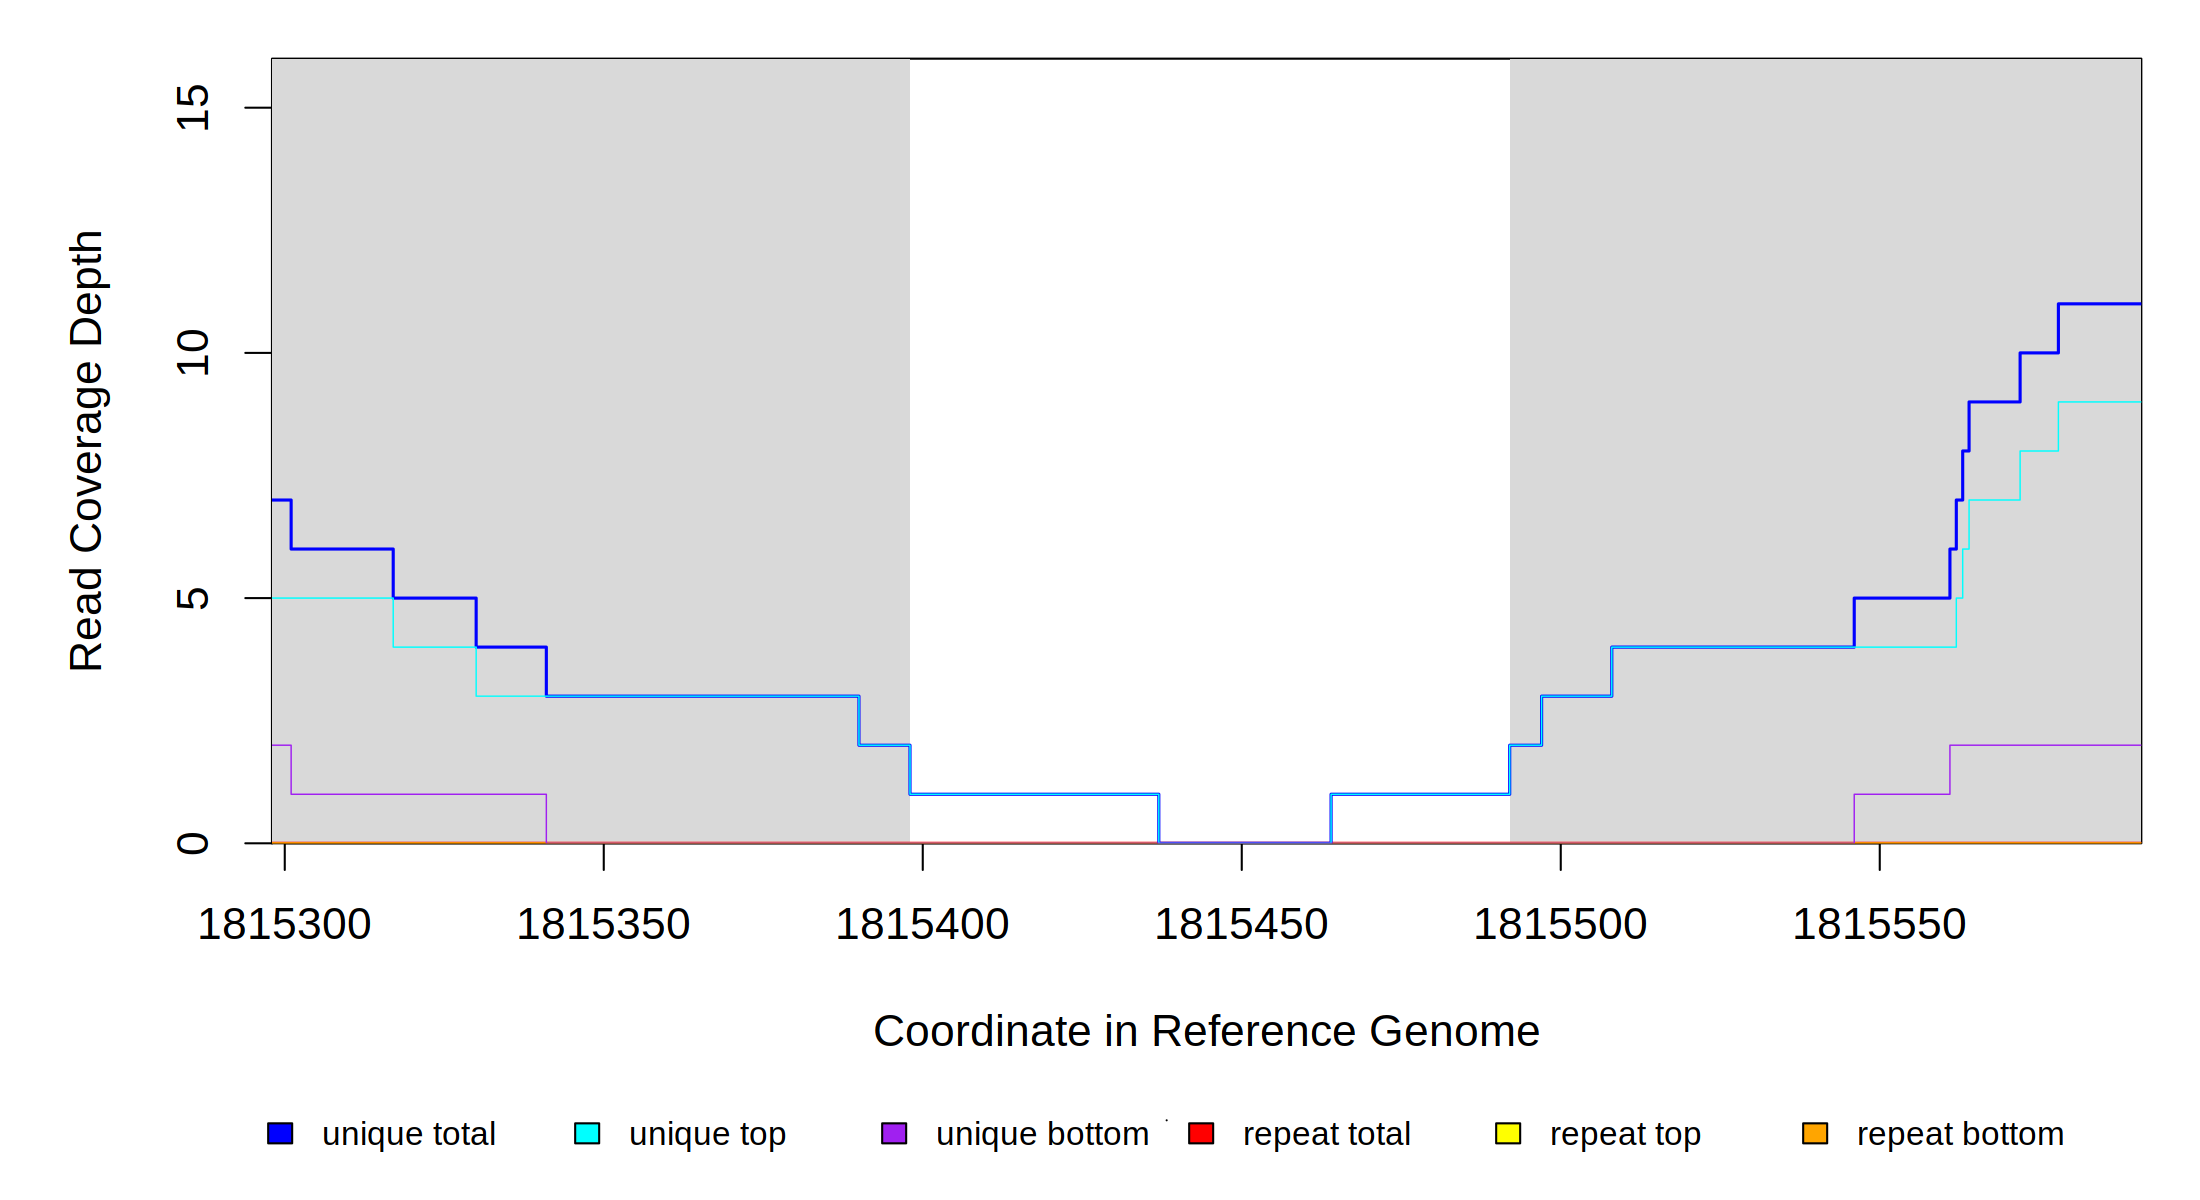 Read Coverage Depth
15
10
5
0
1815300 1815350 1815400 1815450 1815500 1815550
Coordinate in Reference Genome
unique total unique top unique bottom repeat total repeat top repeat bottom